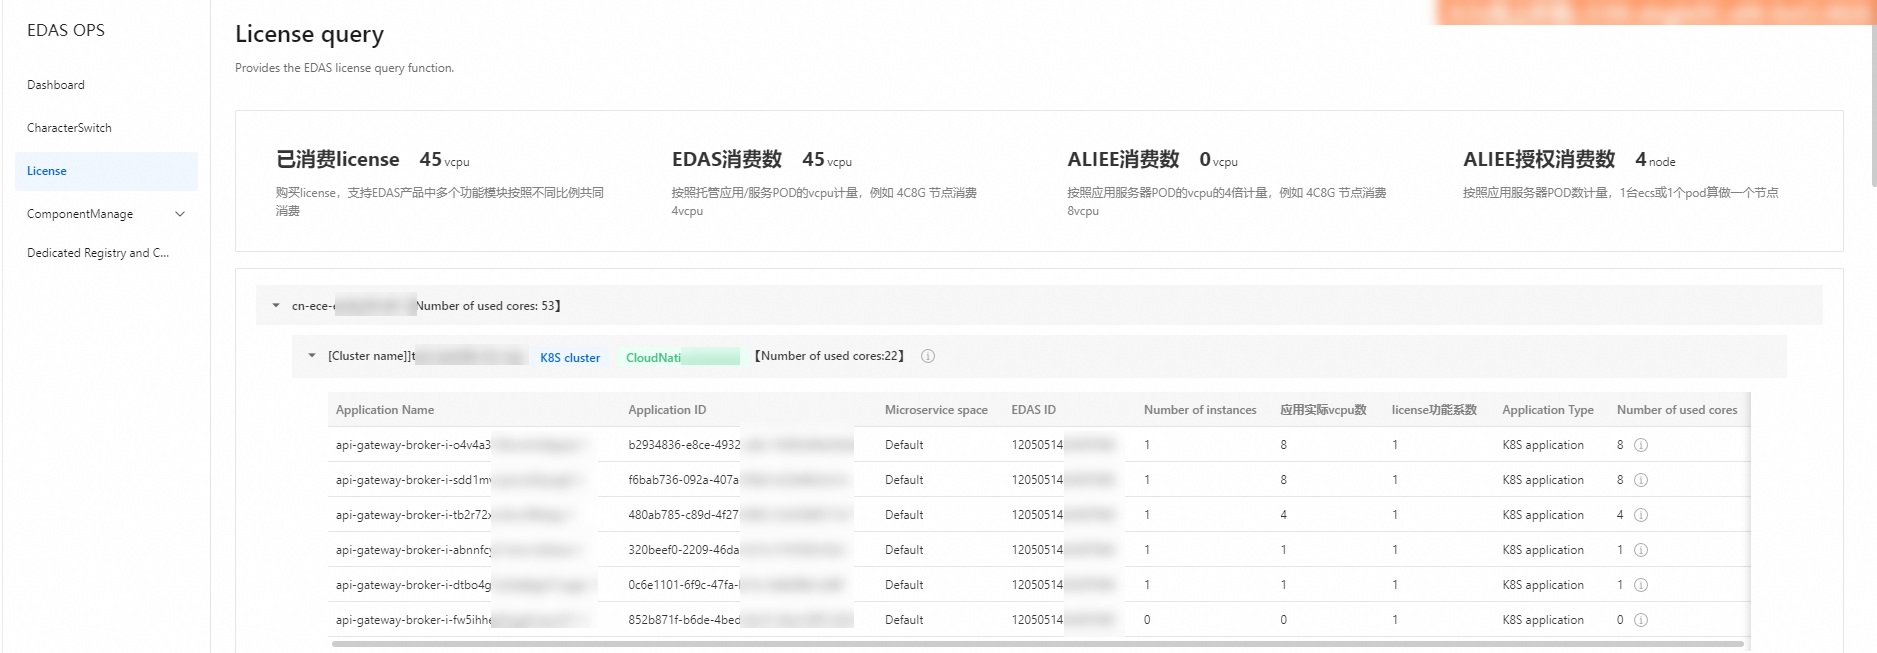 EDAS OPS
Dashboard
CharacterSwitch
License
ComponentManage
Dedicated Registry and C...
License query
Provides the EDAS license query function.
已消费license 45 vcpu
购买license，支持EDAS产品中多个功能模块按照不同比例共同
消费
EDAS消费数 45 vcpu
按照托管应用/服务POD的vcpu计量，例如 4C8G 节点消费
4vcpu
ALIEE消费数 0 vcpu
按照应用服务器POD的vcpu的4倍计量，例如 4C8G 节点消费
8vcpu
ALIEE授权消费数 4 node
按照应用服务器POD数计量，1台ecs或1个pod算做一个节点
cn-ece- Number of used cores: 53】
[Cluster name]]t K8S cluster CloudNati 【Number of used cores:22】
Application Name Application ID Microservice space EDAS ID Number of instances 应用实际vcpu数 license功能系数 Application Type Number of used cores
api-gateway-broker-i-o4v4a3 b2934836-e8ce-4932 Default 12050514 1 8 1 K8S application 8
api-gateway-broker-i-sdd1m f6bab736-092a-407a Default 12050514 1 8 1 K8S application 8
api-gateway-broker-i-tb2r72x 480ab785-c89d-4f27 Default 12050514 1 4 1 K8S application 4
api-gateway-broker-i-abnnfcy 320beef0-2209-46da Default 12050514 1 1 1 K8S application 1
api-gateway-broker-i-dtbo4g 0c6e1101-6f9c-47fa- Default 12050514 1 1 1 K8S application 1
api-gateway-broker-i-fw5ihhe 852b871f-b6de-4bed Default 12050514 0 0 1 K8S application 0